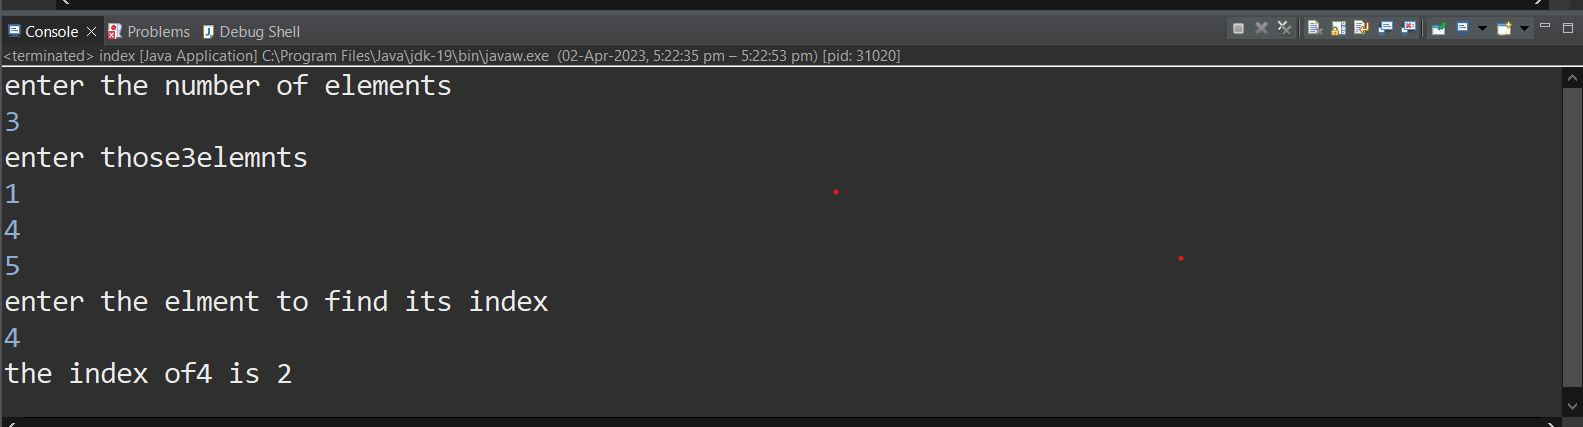 Console Problems Debug Shell
<terminated> index [Java Application] C:\Program Files\Java\jdk-19\bin\javaw.exe (02-Apr-2023, 5:22:35 pm – 5:22:53 pm) [pid: 31020]
enter the number of elements
3
enter those3elemnts
1
4
5
enter the elment to find its index
4
the index of4 is 2